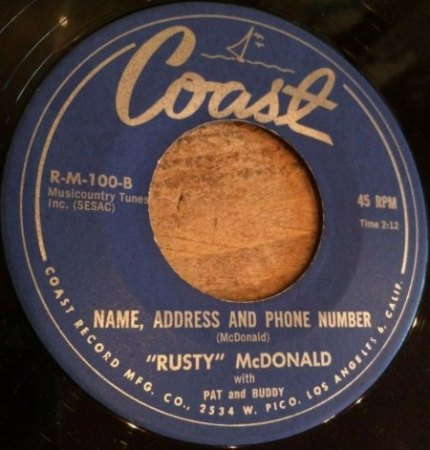 Coast
R-M-100-B
Musicountry Tunes
Inc. (SESAC)
45 RPM
Time 2:12
NAME, ADDRESS AND PHONE NUMBER
(McDonald)
"RUSTY" McDONALD
with
PAT and BUDDY
COAST RECORD MFG. CO., 2534 W. PICO, LOS ANGELES 6, CALIF.